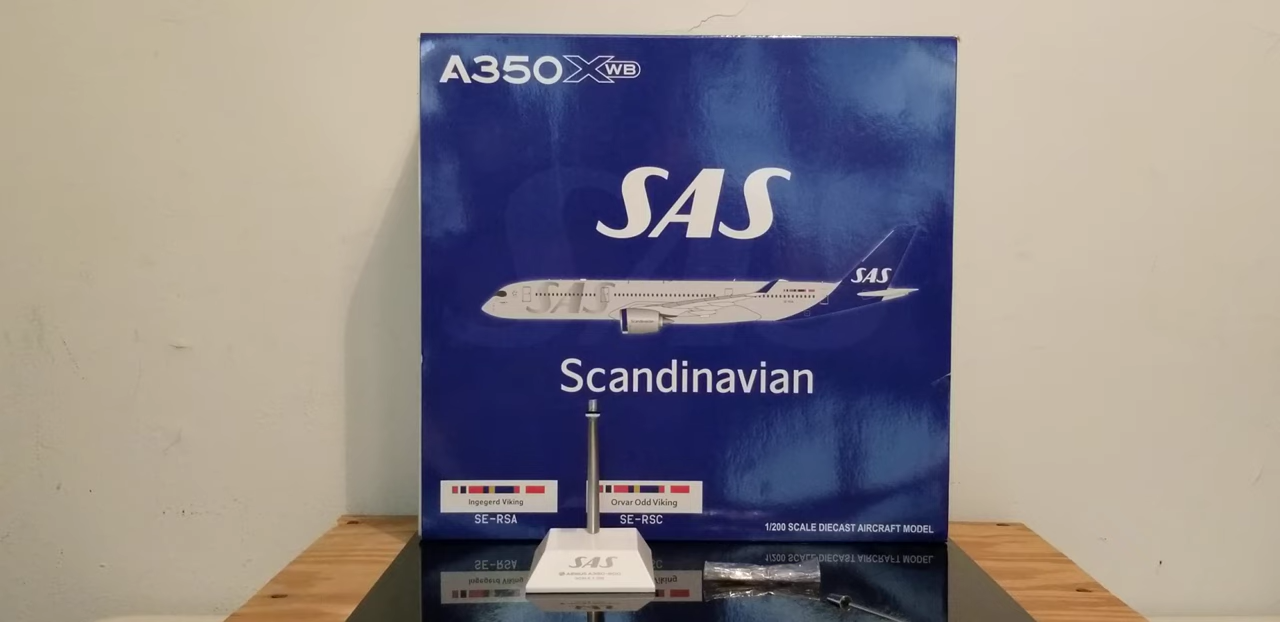 A350XWB
SAS
SAS
SAS
Scandinavian
Ingegerd Viking
Orvar Odd Viking
SE-RSA
SE-RSC
1/200 SCALE DIECAST AIRCRAFT MODEL
SAS